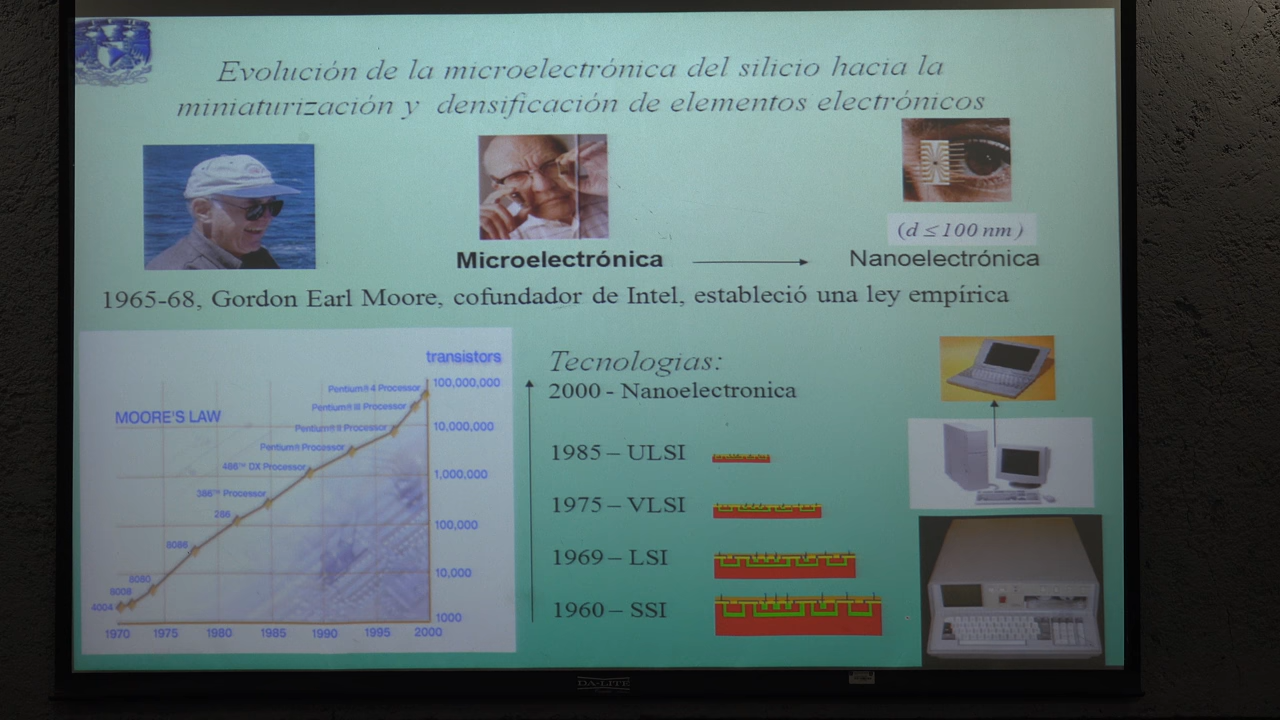 Evolución de la microelectrónica del silicio hacia la
miniaturización y densificación de elementos electrónicos
(d ≤ 100 nm)
Microelectrónica
Nanoelectrónica
1965-68, Gordon Earl Moore, cofundador de Intel, estableció una ley empírica
transistors
MOORE'S LAW
Pentium® 4 Processor
100,000,000
Pentium® III Processor
Pentium® II Processor
10,000,000
Pentium® Processor
486™ DX Processor
1,000,000
386™ Processor
286
100,000
8086
10,000
8080
8008
4004
1000
1970 1975 1980 1985 1990 1995 2000
Tecnologias:
2000 - Nanoelectronica
1985 – ULSI
1975 – VLSI
1969 – LSI
1960 – SSI
DA-LITE